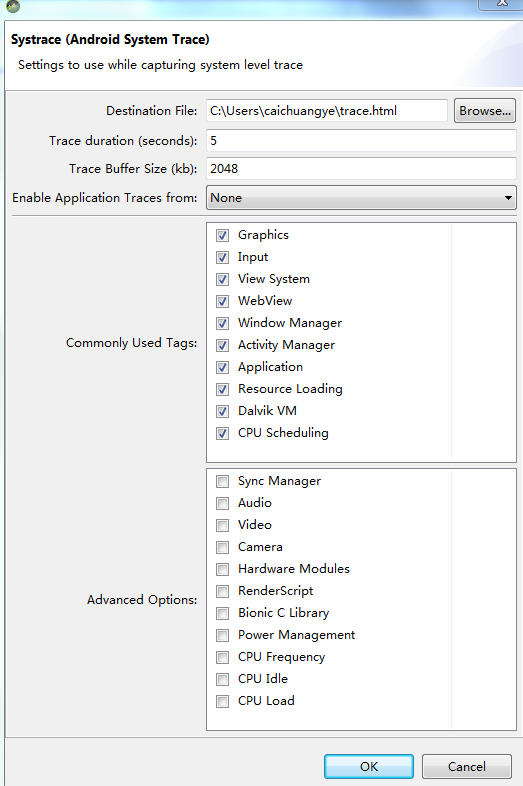 Systrace (Android System Trace)
Settings to use while capturing system level trace
Destination File: C:\Users\caichuangye\trace.html Browse...
Trace duration (seconds): 5
Trace Buffer Size (kb): 2048
Enable Application Traces from: None
Commonly Used Tags:
Graphics
Input
View System
WebView
Window Manager
Activity Manager
Application
Resource Loading
Dalvik VM
CPU Scheduling
Advanced Options:
Sync Manager
Audio
Video
Camera
Hardware Modules
RenderScript
Bionic C Library
Power Management
CPU Frequency
CPU Idle
CPU Load
OK Cancel